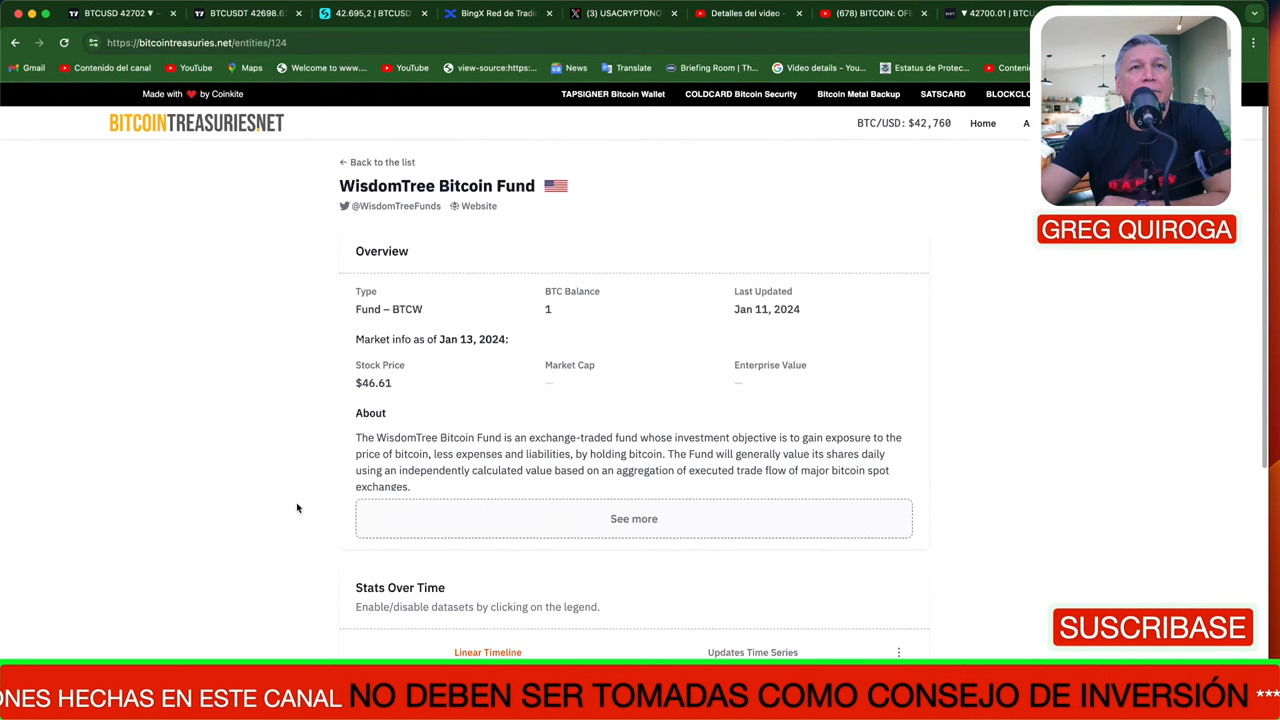 BTCUSD 42702 ▼
BTCUSDT 42698.6
42.695,2 | BTCUSD
BingX Red de Tradi
(3) USACRYPTONO
Detalles del video -
(678) BITCOIN: OFE
▼ 42700.01 | BTCU
https://bitcointreasuries.net/entities/124
Gmail
Contenido del canal
YouTube
Maps
Welcome to www....
YouTube
view-source:https:...
News
Translate
Briefing Room | Th...
Video details - You...
Estatus de Protec...
Conteni
Made with ❤ by Coinkite
TAPSIGNER Bitcoin Wallet
COLDCARD Bitcoin Security
Bitcoin Metal Backup
SATSCARD
BLOCKCLO
BITCOINTREASURIES.NET
BTC/USD: $42,760
Home
A
← Back to the list
WisdomTree Bitcoin Fund
@WisdomTreeFunds
Website
Overview
Type
BTC Balance
Last Updated
Fund – BTCW
1
Jan 11, 2024
Market info as of Jan 13, 2024:
Stock Price
Market Cap
Enterprise Value
$46.61
—
—
About
The WisdomTree Bitcoin Fund is an exchange-traded fund whose investment objective is to gain exposure to the
price of bitcoin, less expenses and liabilities, by holding bitcoin. The Fund will generally value its shares daily
using an independently calculated value based on an aggregation of executed trade flow of major bitcoin spot
exchanges.
See more
Stats Over Time
Enable/disable datasets by clicking on the legend.
Linear Timeline
Updates Time Series
GREG QUIROGA
SUSCRIBASE
ONES HECHAS EN ESTE CANAL NO DEBEN SER TOMADAS COMO CONSEJO DE INVERSIÓN ***